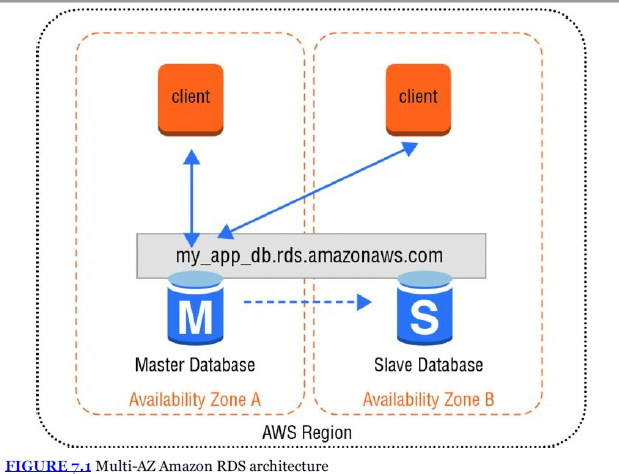 client
client
my_app_db.rds.amazonaws.com
M
S
Master Database
Slave Database
Availability Zone A
Availability Zone B
AWS Region
FIGURE 7.1 Multi-AZ Amazon RDS architecture